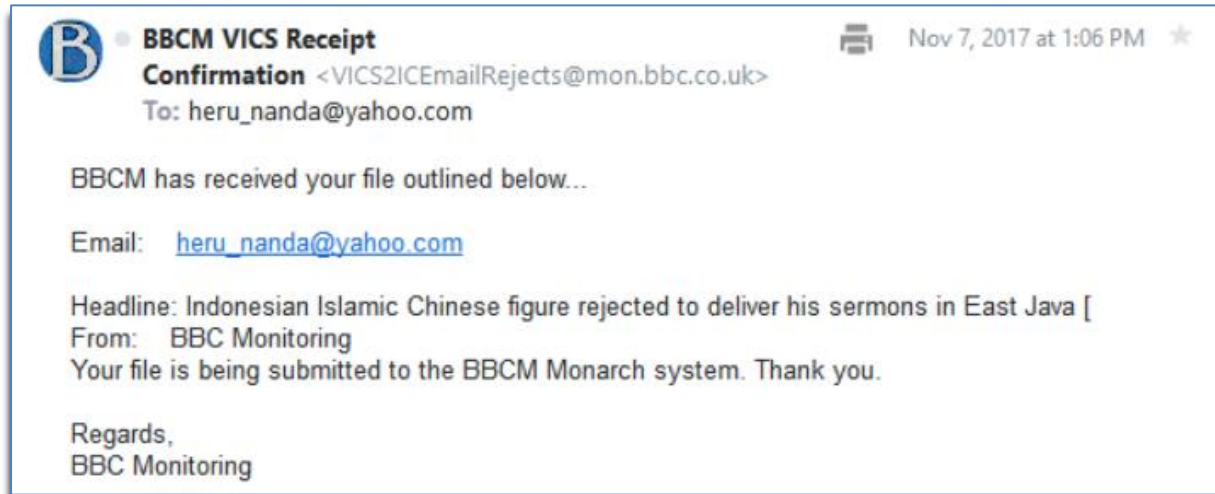 B
BBCM VICS Receipt Nov 7, 2017 at 1:06 PM
Confirmation <VICS2ICEmailRejects@mon.bbc.co.uk>
To: heru_nanda@yahoo.com
BBCM has received your file outlined below...
Email: heru_nanda@yahoo.com
Headline: Indonesian Islamic Chinese figure rejected to deliver his sermons in East Java [
From: BBC Monitoring
Your file is being submitted to the BBCM Monarch system. Thank you.
Regards,
BBC Monitoring